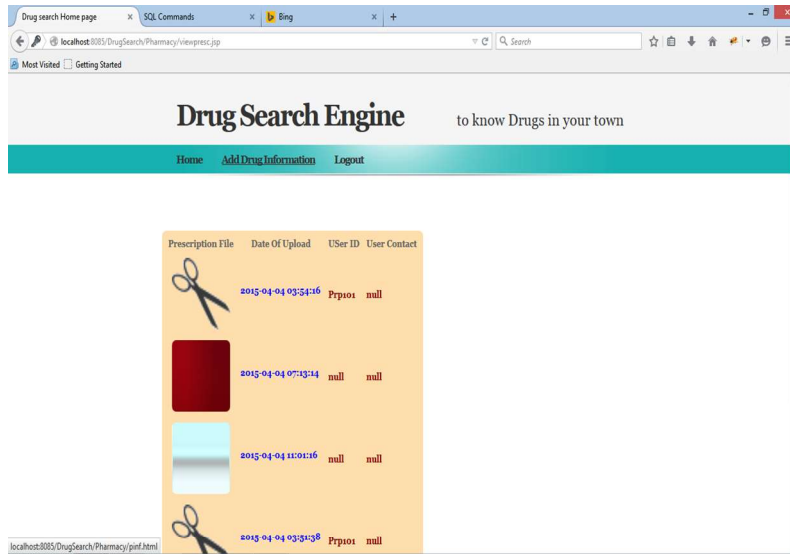 Drug search Home page × SQL Commands × Bing × +
localhost:8085/DrugSearch/Pharmacy/viewpresc.jsp Search
Most Visited Getting Started
Drug Search Engine to know Drugs in your town
Home Add Drug Information Logout
Prescription File Date Of Upload USer ID User Contact
2015-04-04 03:54:16 Prp101 null
2015-04-04 07:13:14 null null
2015-04-04 11:01:16 null null
2015-04-04 03:51:38 Prp101 null
localhost:8085/DrugSearch/Pharmacy/pinf.html